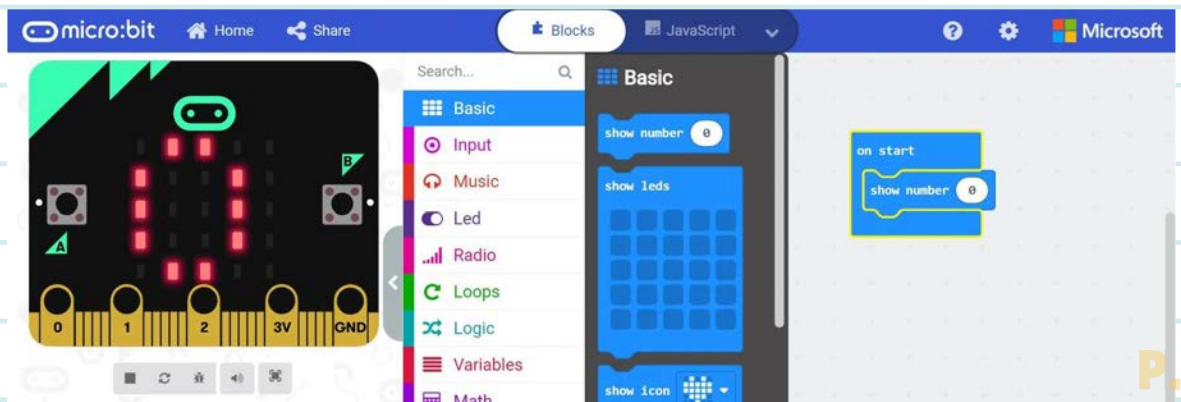 micro:bit Home Share Blocks JavaScript Microsoft
Search...
Basic
Input
Music
Led
Radio
Loops
Logic
Variables
Math
Basic
show number 0
show leds
show icon
on start
show number 0
B
A
0 1 2 3V GND
P.